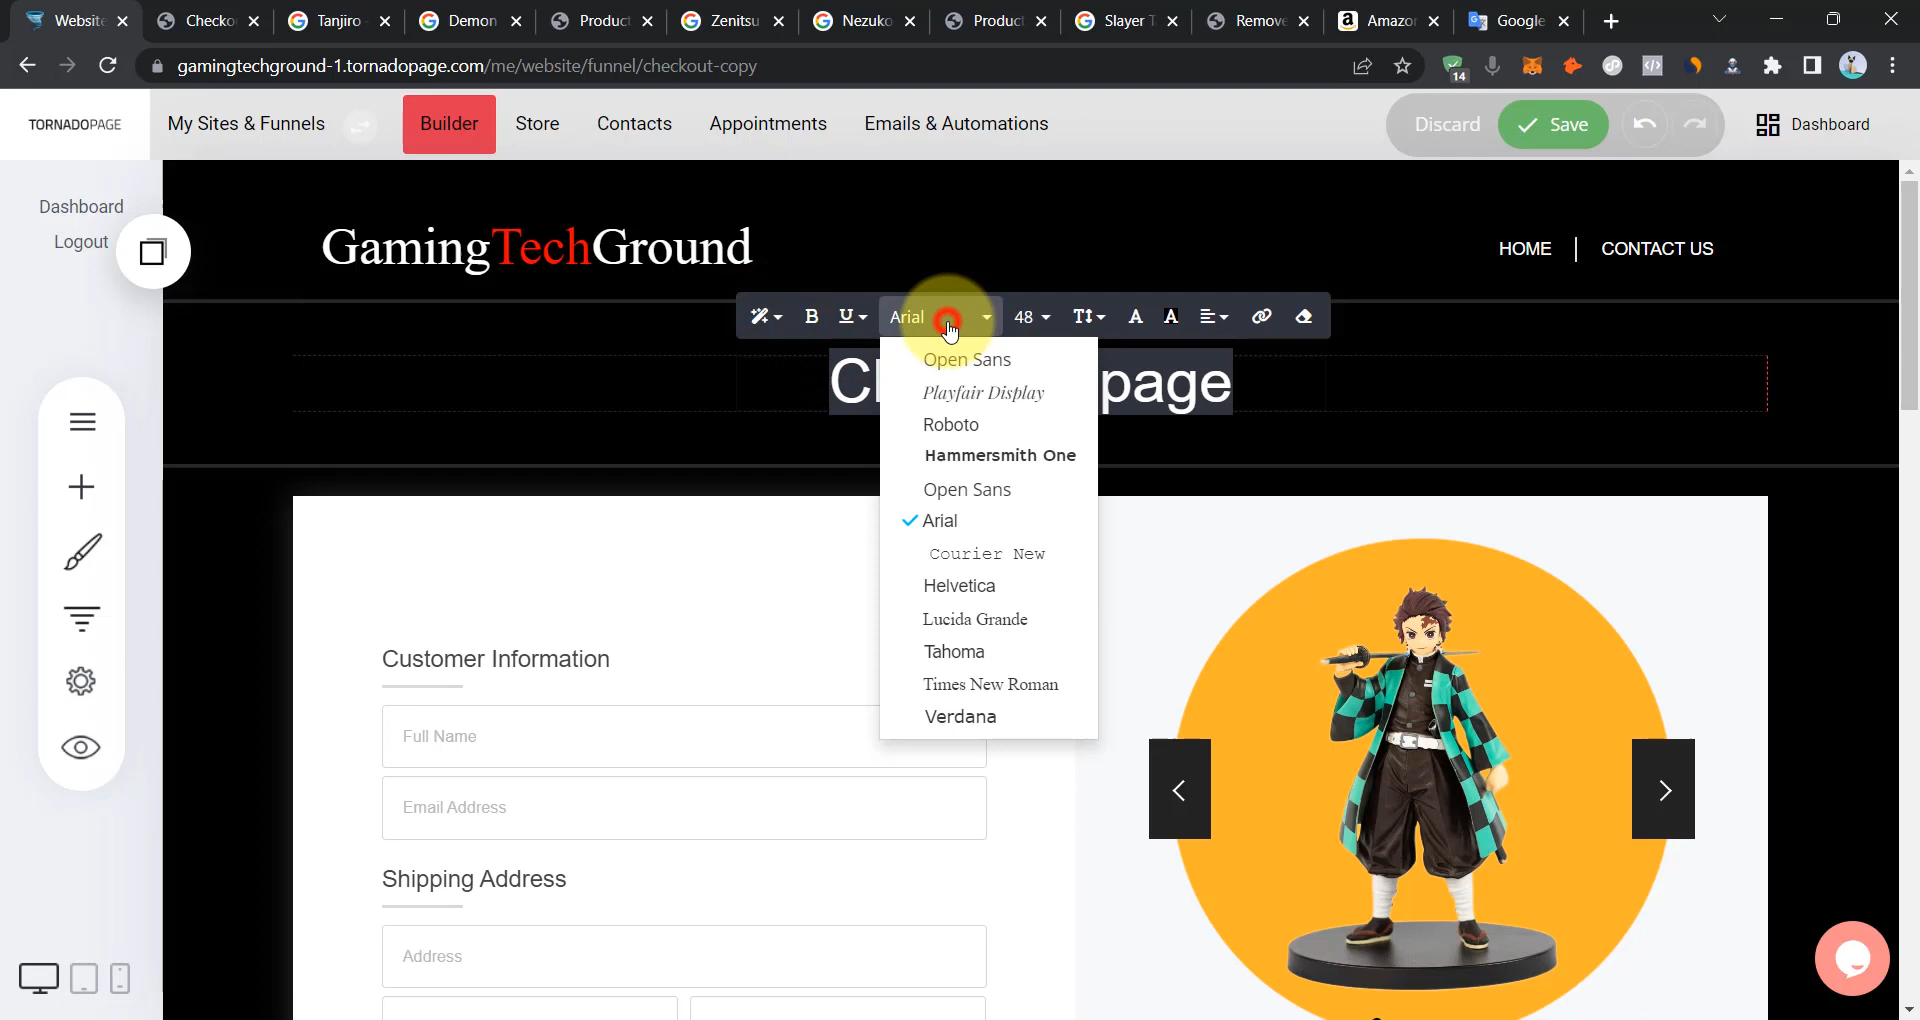 Website
Checko
Tanjiro
Demon
Product
Zenitsu
Nezuko
Product
Slayer T
Remove
Amazon
Google
gamingtechground-1.tornadopage.com/me/website/funnel/checkout-copy
14
TORNADOPAGE
My Sites & Funnels
Builder
Store
Contacts
Appointments
Emails & Automations
Discard
Save
Dashboard
Dashboard
Logout
GamingTechGround
HOME
CONTACT US
B
U
Arial
48
page
Open Sans
Playfair Display
Roboto
Hammersmith One
Open Sans
Arial
Courier New
Helvetica
Lucida Grande
Tahoma
Times New Roman
Verdana
Customer Information
Full Name
Email Address
Shipping Address
Address